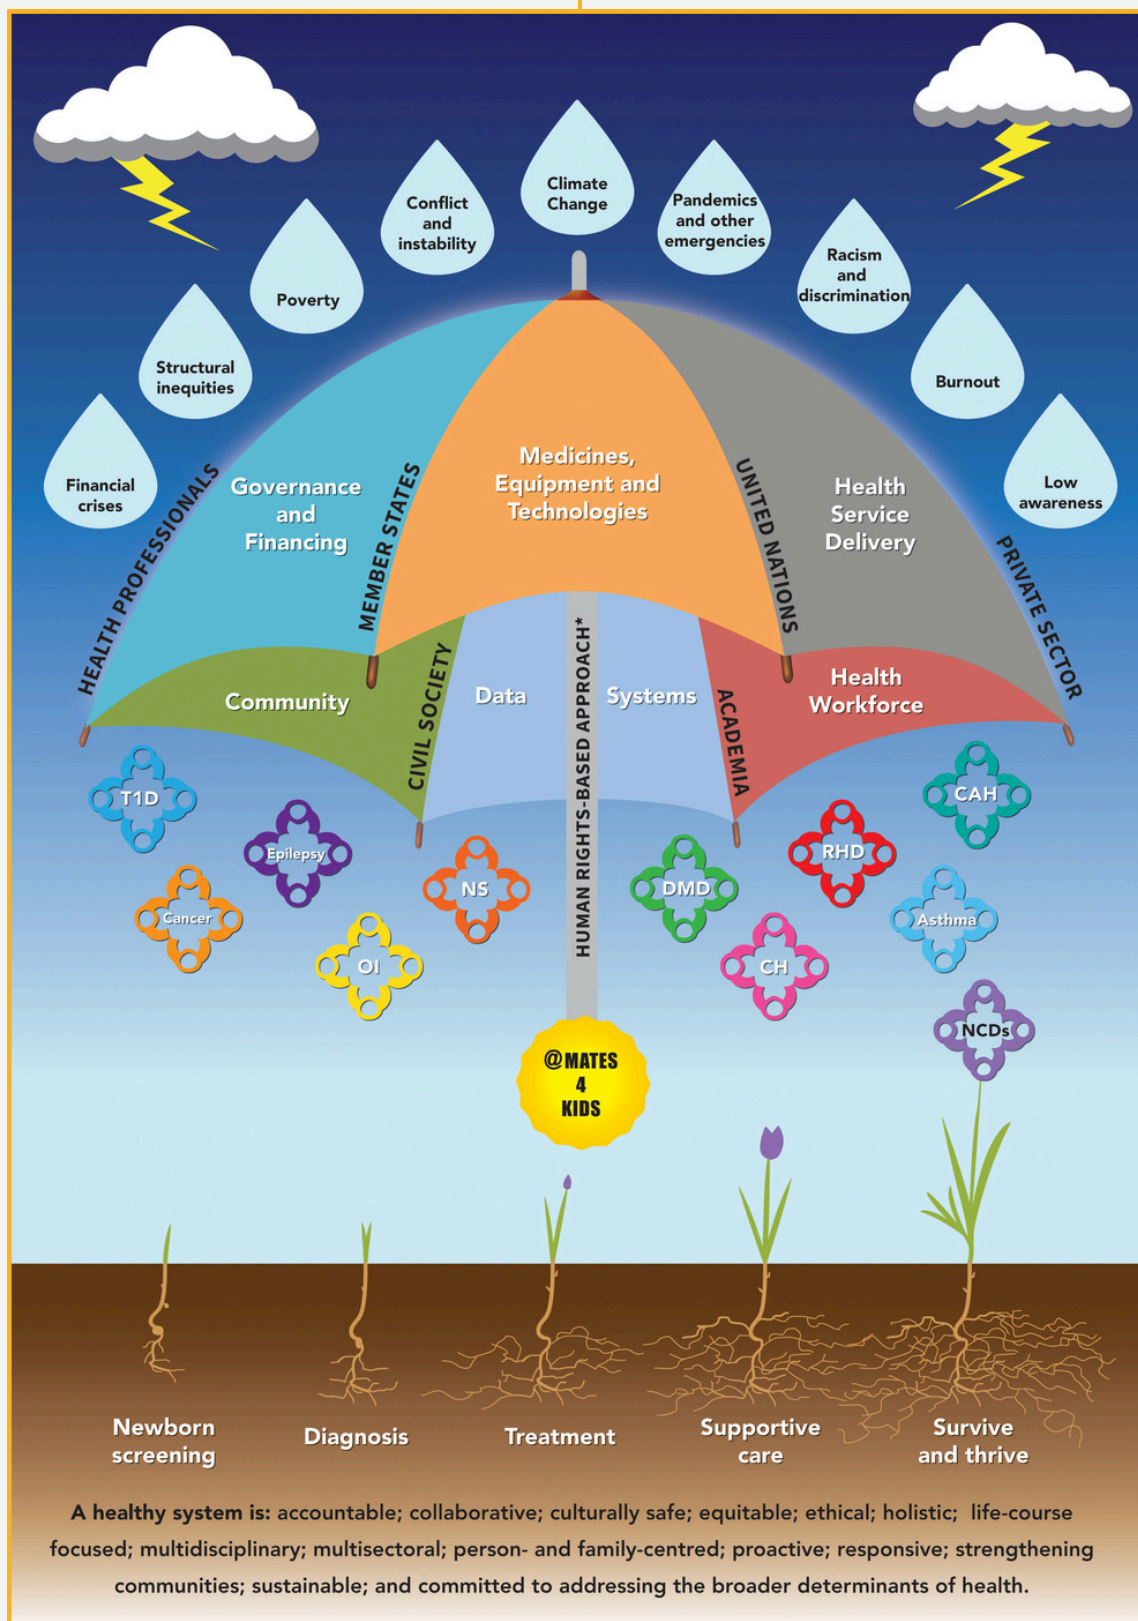 Climate
Change
Conflict
and
instability
Pandemics
and other
emergencies
Poverty
Racism
and
discrimination
Structural
inequities
Burnout
Financial
crises
Low
awareness
HEALTH PROFESSIONALS
Governance
and
Financing
MEMBER STATES
Medicines,
Equipment and
Technologies
UNITED NATIONS
Health
Service
Delivery
PRIVATE SECTOR
Community
CIVIL SOCIETY
Data
HUMAN RIGHTS-BASED APPROACH*
Systems
ACADEMIA
Health
Workforce
T1D
Epilepsy
Cancer
NS
OI
DMD
RHD
CAH
CH
Asthma
NCDs
@MATES
4
KIDS
Newborn
screening
Diagnosis
Treatment
Supportive
care
Survive
and thrive
A healthy system is: accountable; collaborative; culturally safe; equitable; ethical; holistic; life-course
focused; multidisciplinary; multisectoral; person- and family-centred; proactive; responsive; strengthening
communities; sustainable; and committed to addressing the broader determinants of health.